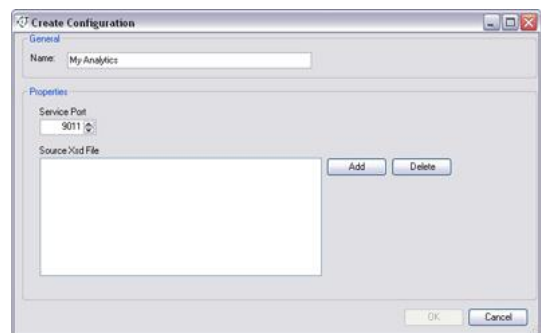 Create Configuration
General
Name: My Analytics
Properties
Service Port
9011
Source Xsd File
Add Delete
OK Cancel